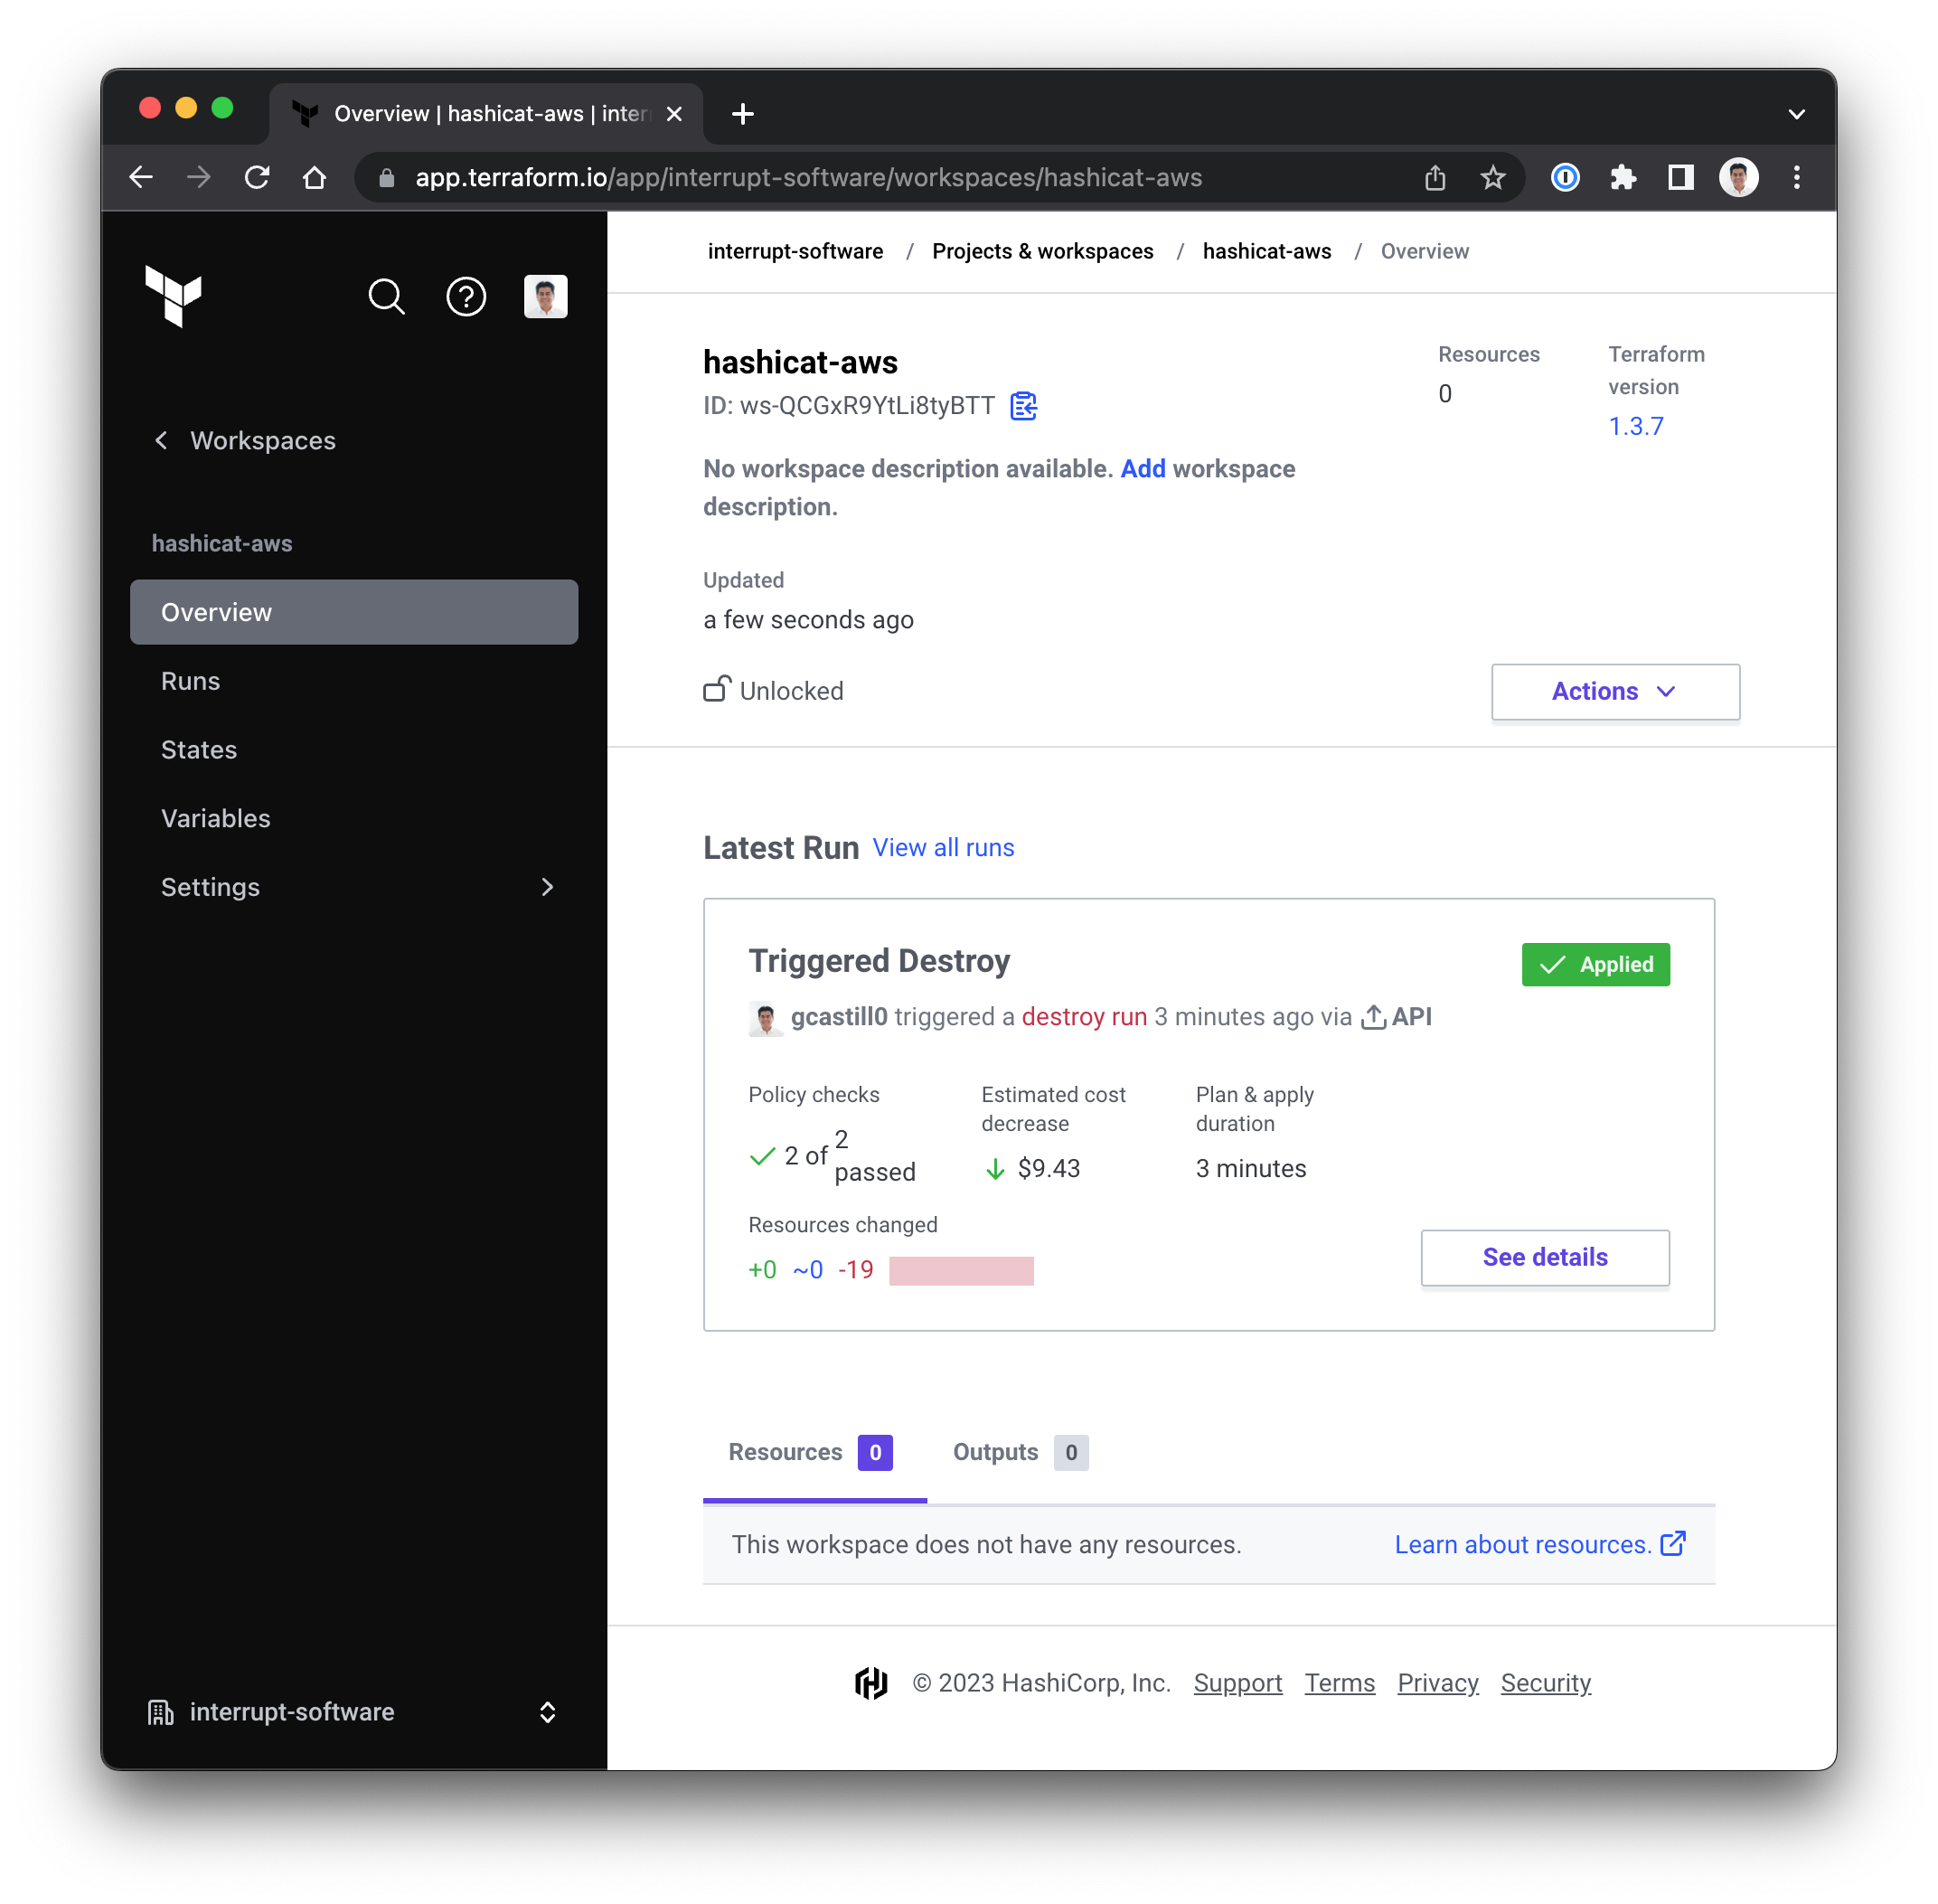 Overview | hashicat-aws | inter
app.terraform.io/app/interrupt-software/workspaces/hashicat-aws
Workspaces
hashicat-aws
Overview
Runs
States
Variables
Settings
interrupt-software
interrupt-software / Projects & workspaces / hashicat-aws / Overview
hashicat-aws
ID: ws-QCGxR9YtLi8tyBTT
No workspace description available. Add workspace
description.
Resources
0
Terraform
version
1.3.7
Updated
a few seconds ago
Unlocked
Actions
Latest Run View all runs
Triggered Destroy
Applied
gcastill0 triggered a destroy run 3 minutes ago via API
Policy checks
2 of 2
passed
Estimated cost
decrease
$9.43
Plan & apply
duration
3 minutes
Resources changed
+0 ~0 -19
See details
Resources 0 Outputs 0
This workspace does not have any resources. Learn about resources.
© 2023 HashiCorp, Inc. Support Terms Privacy Security